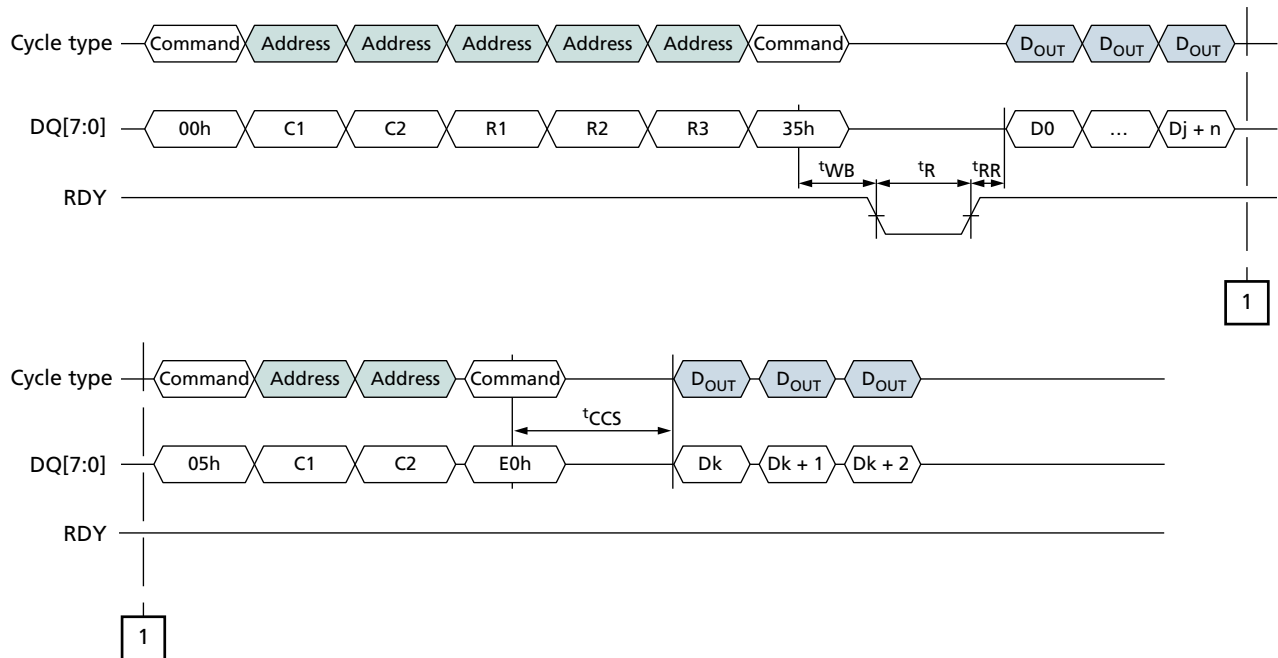 Cycle type Command Address Address Address Address Address Command DOUT DOUT DOUT
DQ[7:0] 00h C1 C2 R1 R2 R3 35h D0 … Dj + n
tWB tR tRR
RDY
1
Cycle type Command Address Address Command DOUT DOUT DOUT
tCCS
DQ[7:0] 05h C1 C2 E0h Dk Dk + 1 Dk + 2
RDY
1